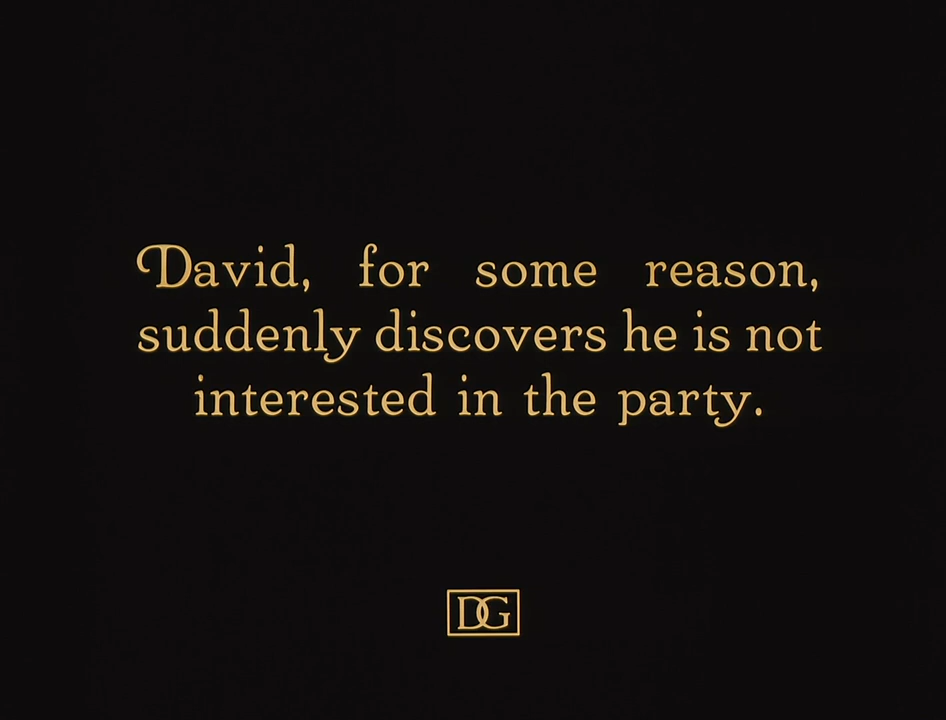 David, for some reason,
suddenly discovers he is not
interested in the party.
DG